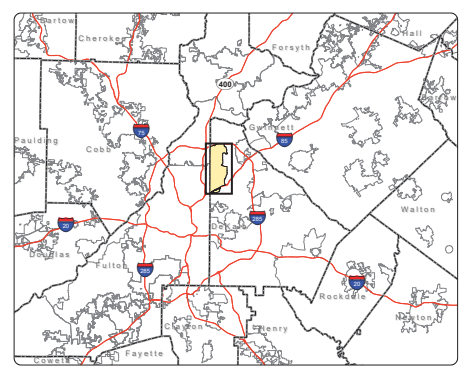 Bartow
Hall
Cherokee
Forsyth
400
Barrow
75
Gwinnett
85
Paulding
Cobb
Walton
285
20
DeKalb
Douglas
Fulton
285
20
Rockdale
Newton
Clayton
Henry
Fayette
Coweta